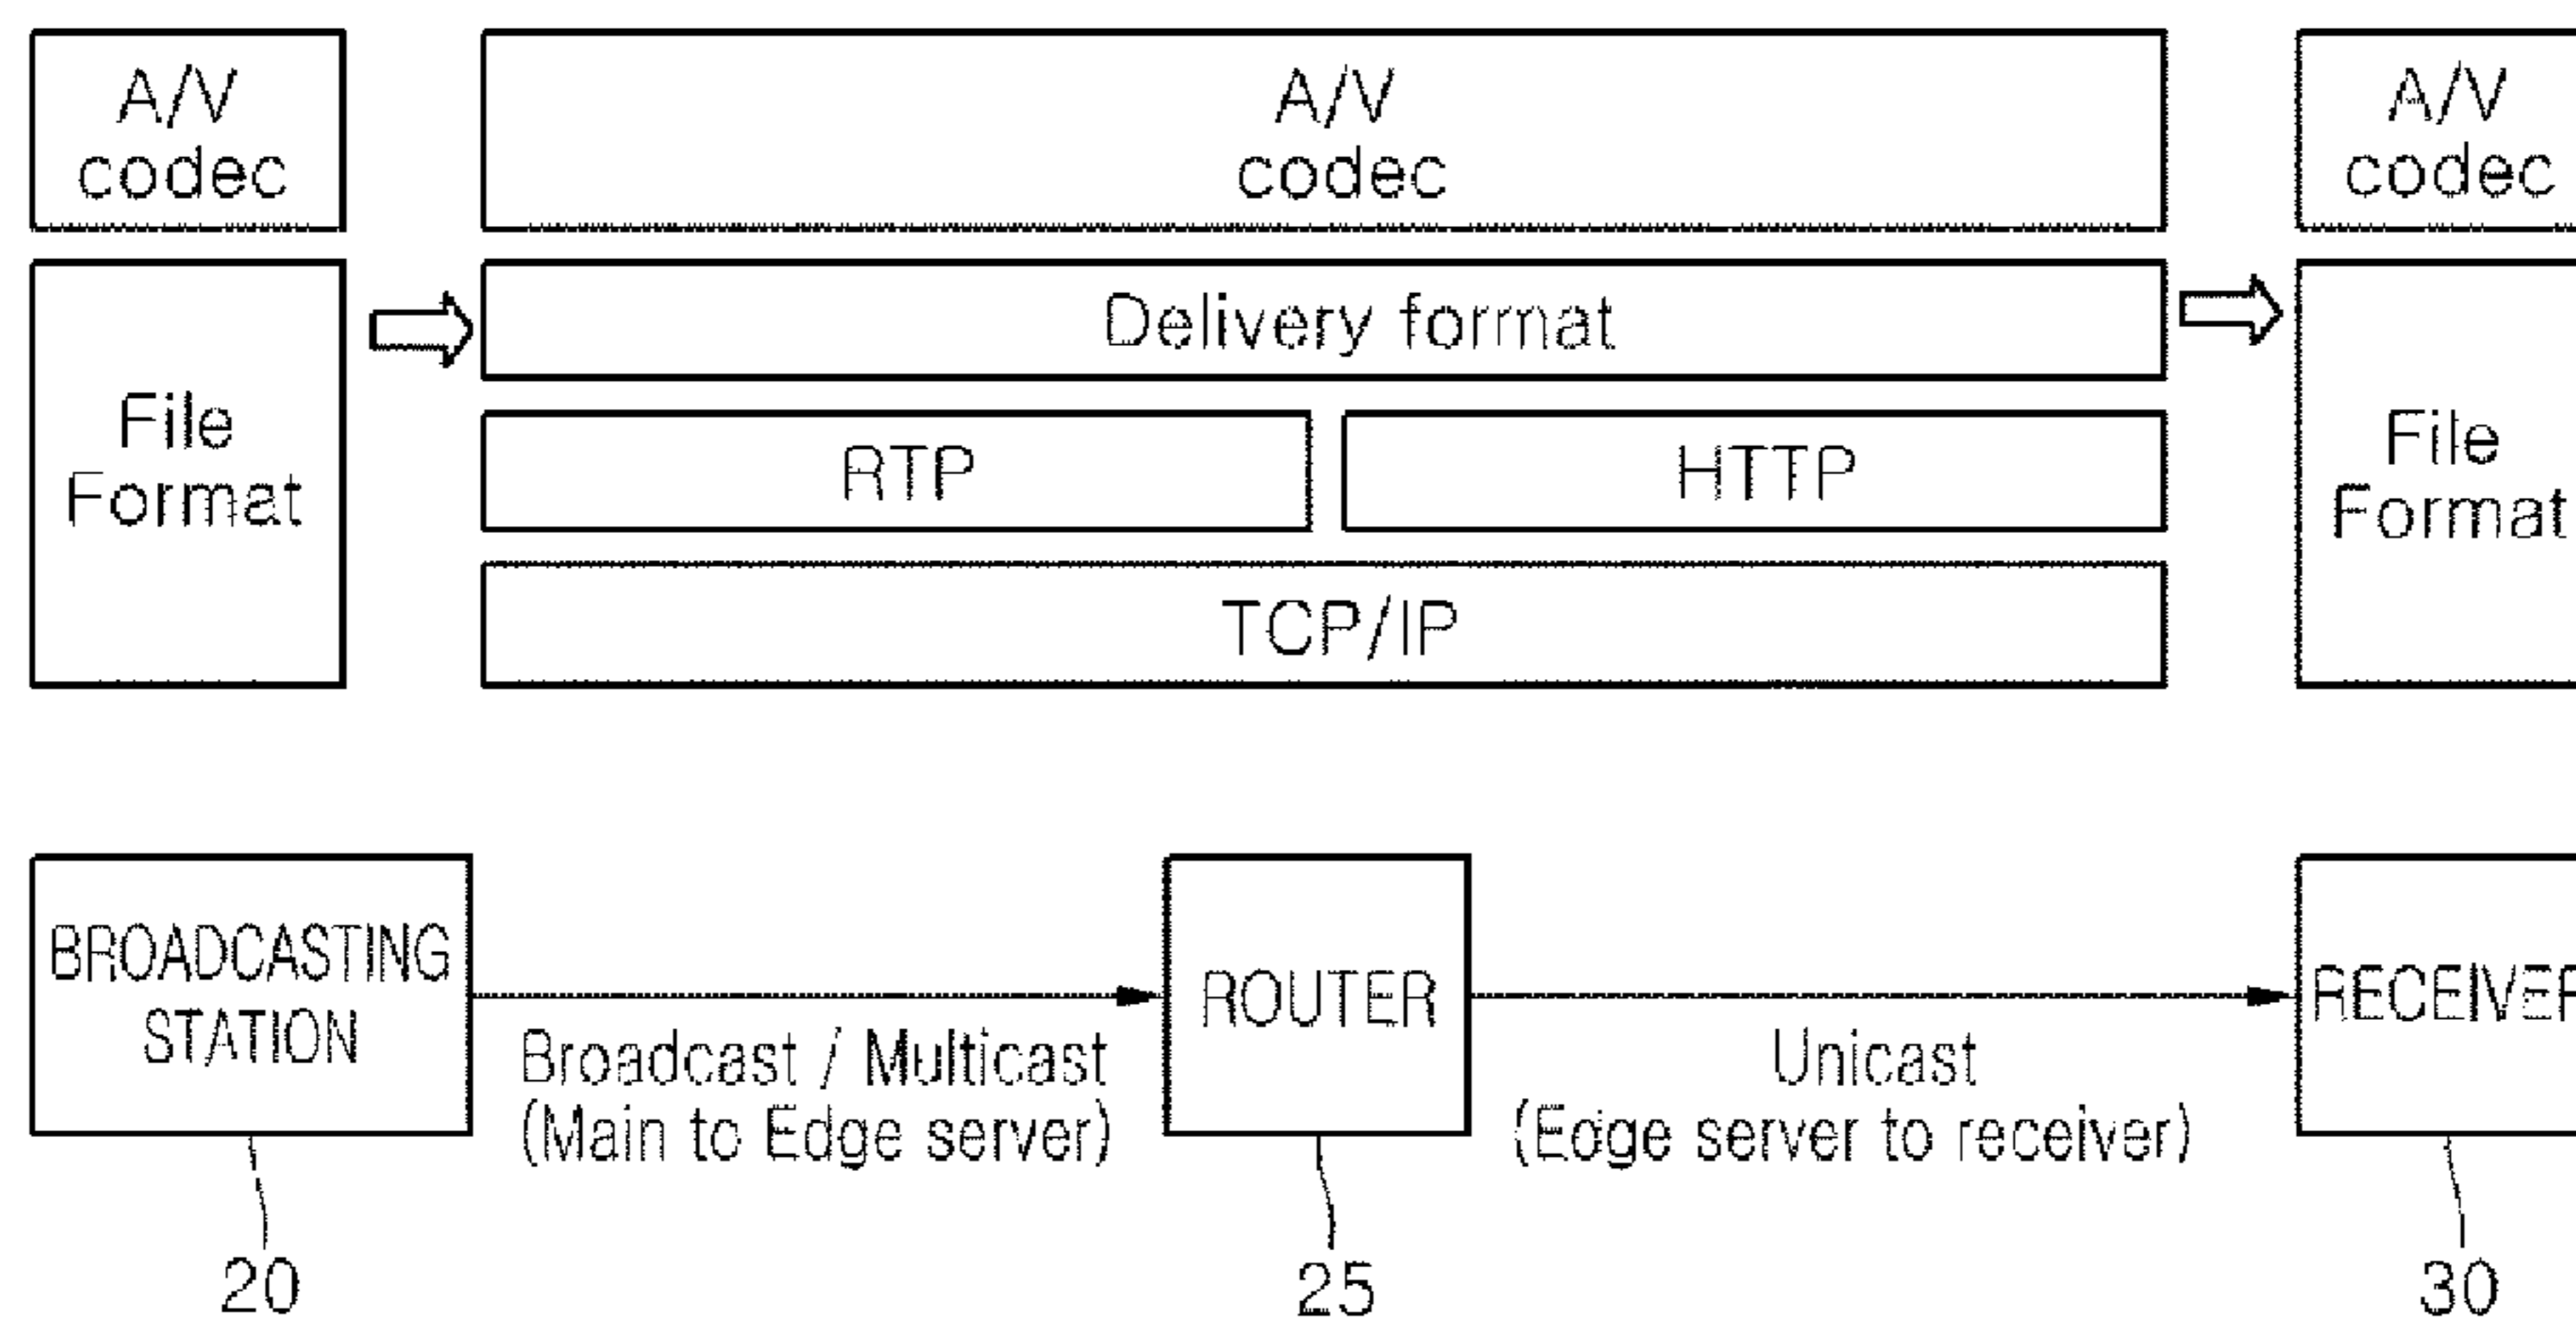 A/V
codec
A/V
codec
A/V
codec
File
Format
Delivery format
RTP
HTTP
TCP/IP
File
Format
BROADCASTING
STATION
Broadcast / Multicast
(Main to Edge server)
ROUTER
Unicast
(Edge server to receiver)
RECEIVER
20
25
30